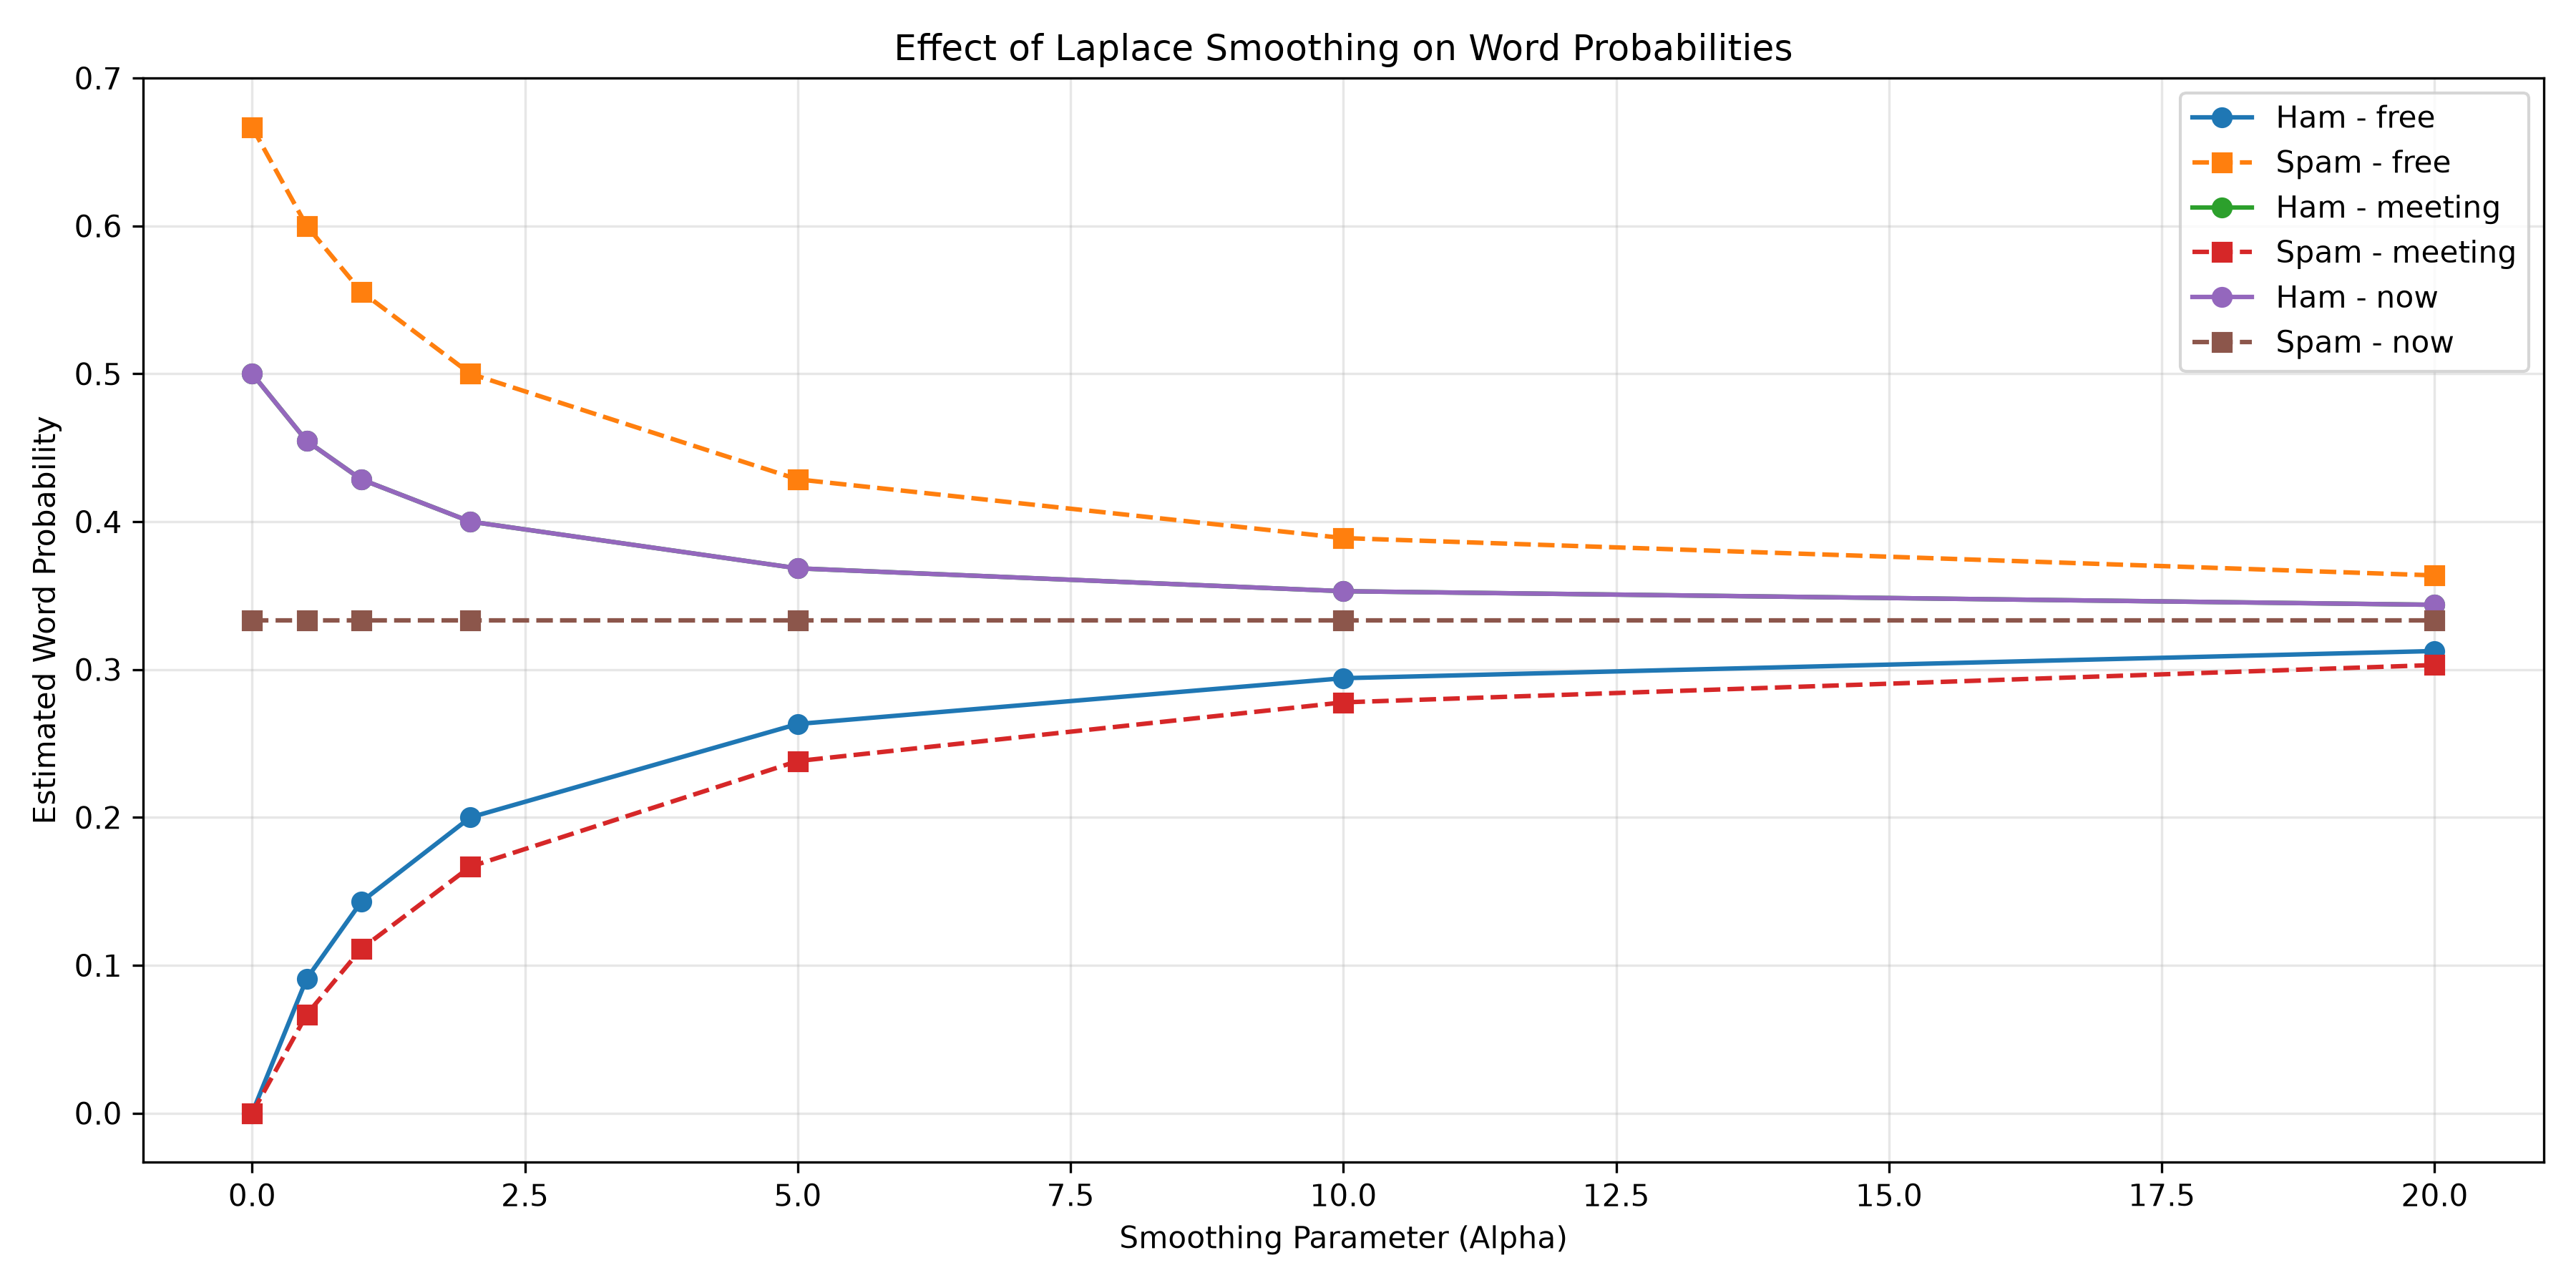 Effect of Laplace Smoothing on Word Probabilities
0.7
0.6
0.5
0.4
0.3
0.2
0.1
0.0
Estimated Word Probability
Ham - free
Spam - free
Ham - meeting
Spam - meeting
Ham - now
Spam - now
0.0 2.5 5.0 7.5 10.0 12.5 15.0 17.5 20.0
Smoothing Parameter (Alpha)